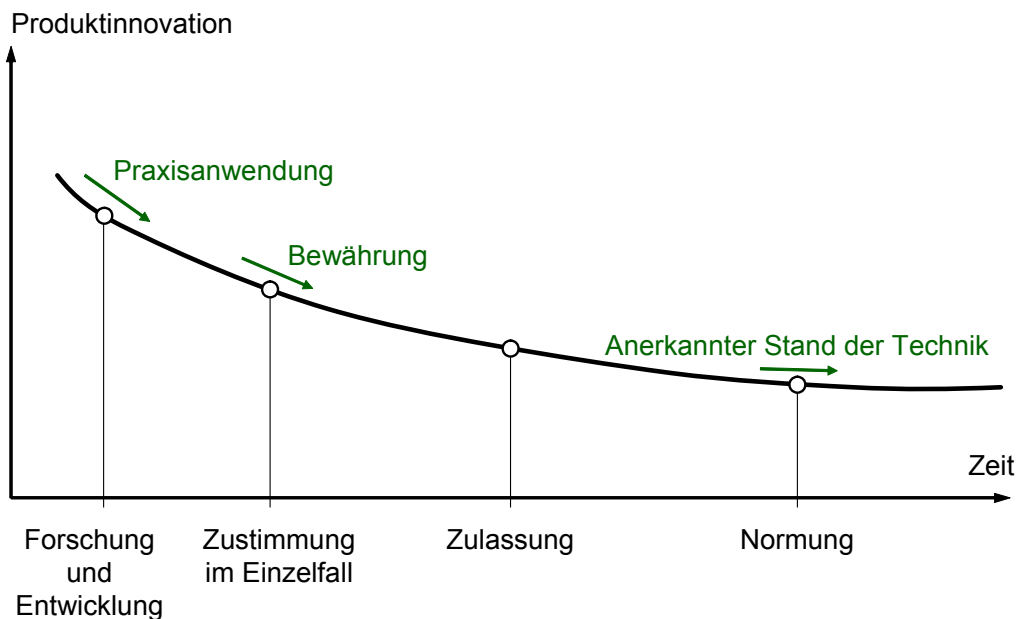 Produktinnovation
Praxisanwendung
Bewährung
Anerkannter Stand der Technik
Zeit
Forschung
und
Entwicklung
Zustimmung
im Einzelfall
Zulassung
Normung